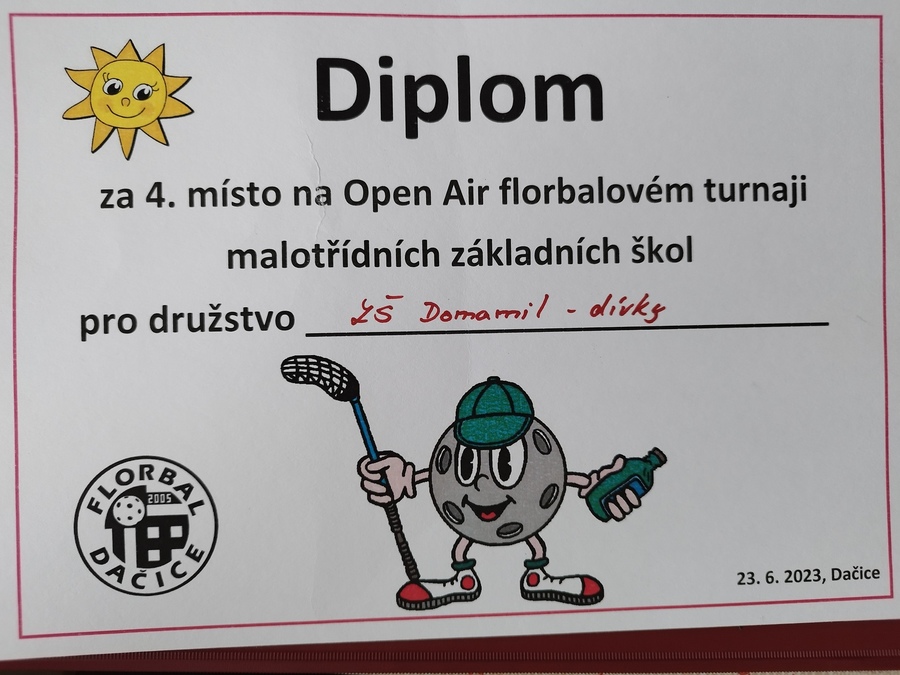 Diplom
za 4. místo na Open Air florbalovém turnaji
malotřídních základních škol
pro družstvo ZŠ Domamil - dívky
FLORBAL
2005
DAČICE
23. 6. 2023, Dačice